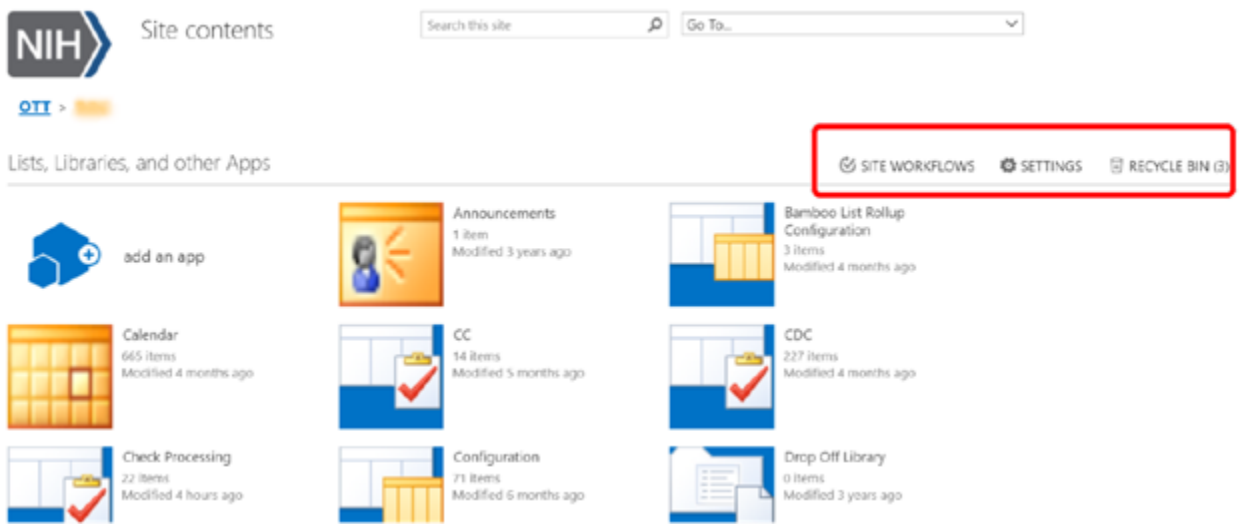 NIH
Site contents
Search this site
Go To...
OTT >
Lists, Libraries, and other Apps
SITE WORKFLOWS SETTINGS RECYCLE BIN (3)
add an app
Announcements
1 item
Modified 3 years ago
Bamboo List Rollup
Configuration
3 items
Modified 4 months ago
Calendar
665 items
Modified 4 months ago
CC
14 items
Modified 5 months ago
CDC
227 items
Modified 4 months ago
Check Processing
22 items
Modified 4 hours ago
Configuration
71 items
Modified 6 months ago
Drop Off Library
0 items
Modified 3 years ago